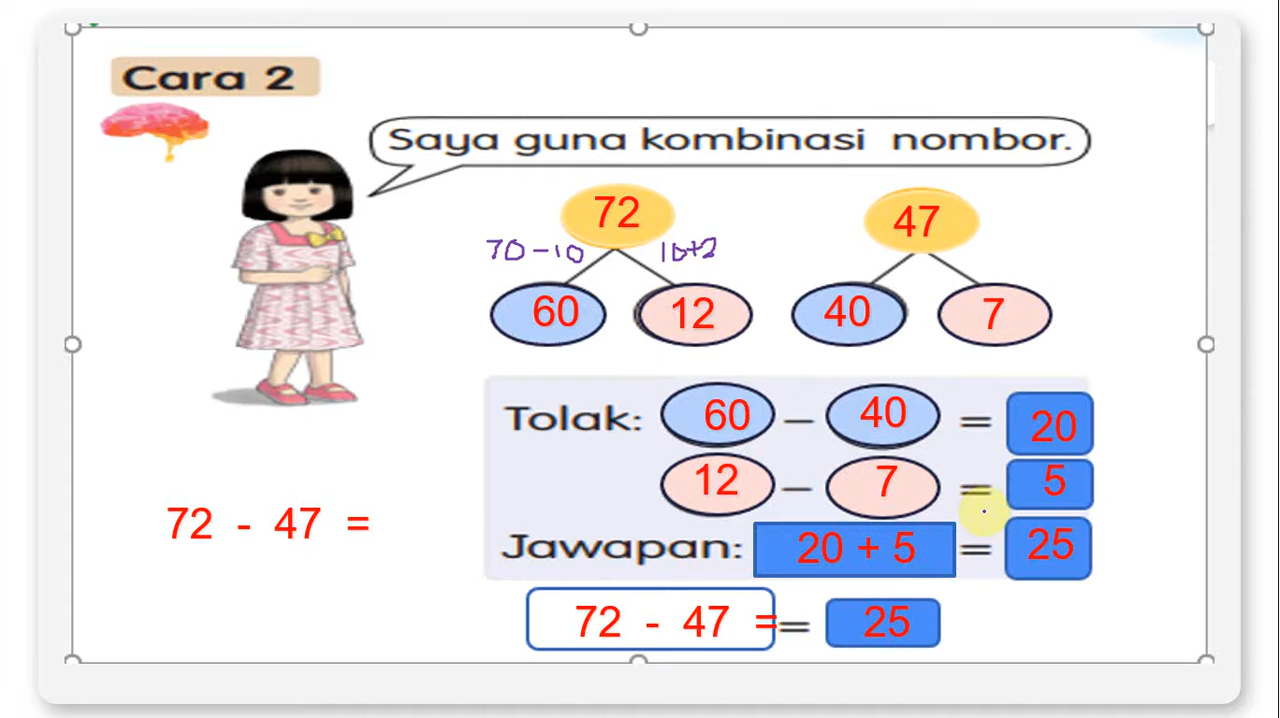 Cara 2
Saya guna kombinasi nombor.
72
47
70-10
10+2
60
12
40
7
Tolak: 60 - 40 = 20
12 - 7 = 5
72 - 47 =
Jawapan: 20 + 5 = 25
72 - 47 = = 25